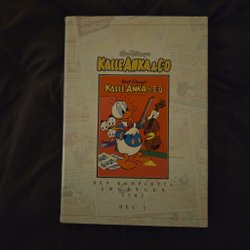 Walt Disney's
KALLE ANKA & C:O
Walt Disney's
KALLE ANKA & C:O
DEN KOMPLETTA
ÅRGÅNGEN
1962
DEL 1